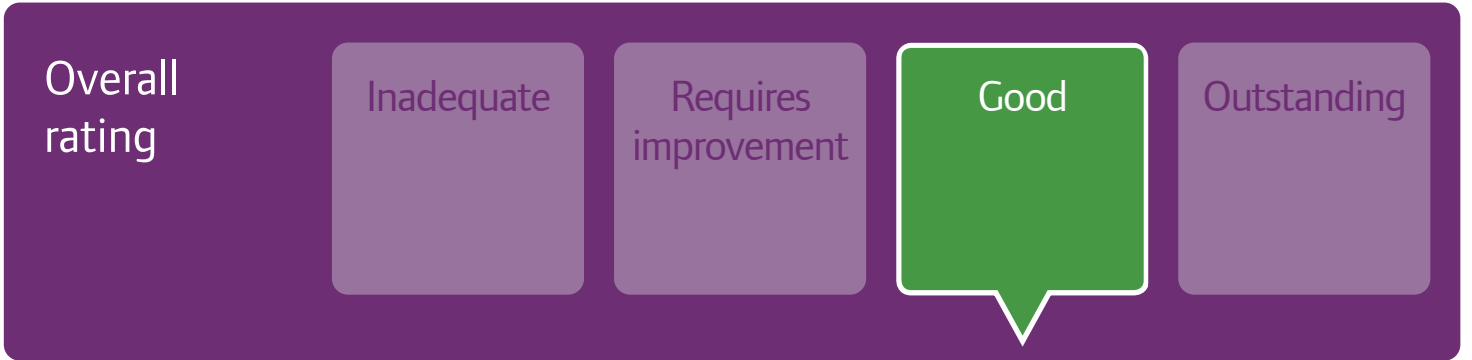 Overall
rating
Inadequate
Requires
improvement
Good
Outstanding